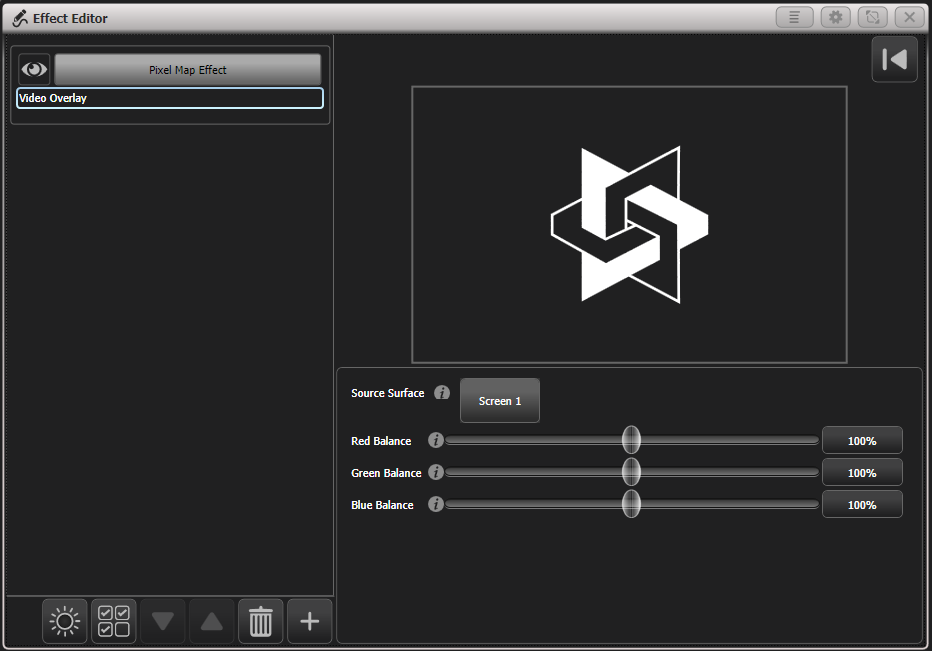 Effect Editor
Pixel Map Effect
Video Overlay
Source Surface
Screen 1
Red Balance
100%
Green Balance
100%
Blue Balance
100%